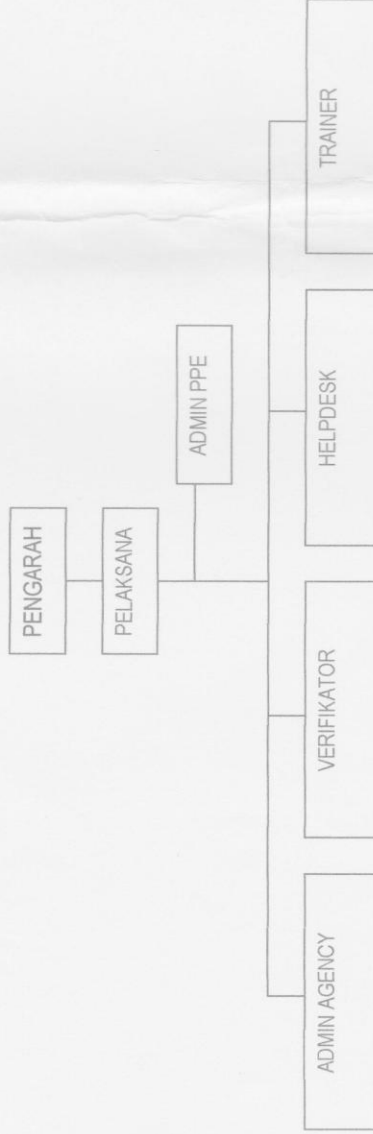 PENGARAH
PELAKSANA
ADMIN PPE
ADMIN AGENCY
VERIFIKATOR
HELPDESK
TRAINER